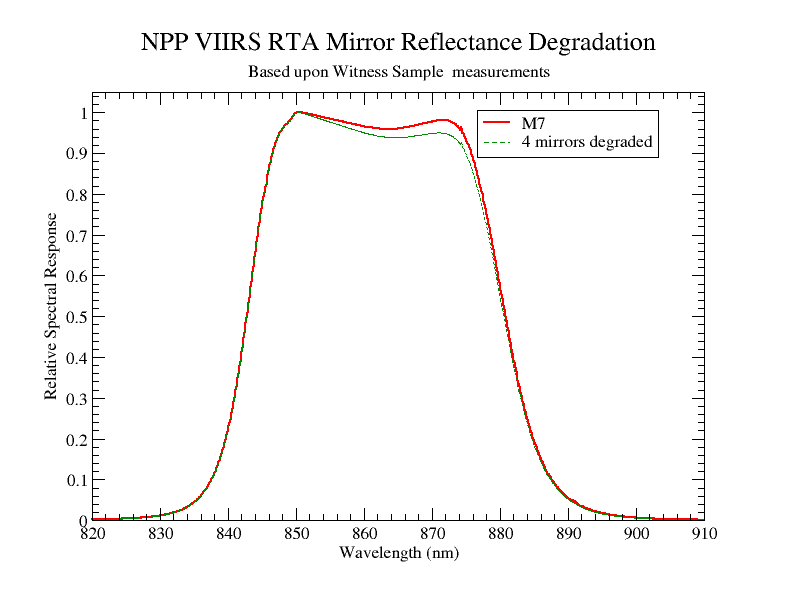 NPP VIIRS RTA Mirror Reflectance Degradation
Based upon Witness Sample  measurements
M7
4 mirrors degraded
Relative Spectral Response
1
0.9
0.8
0.7
0.6
0.5
0.4
0.3
0.2
0.1
0
820 830 840 850 860 870 880 890 900 910
Wavelength (nm)